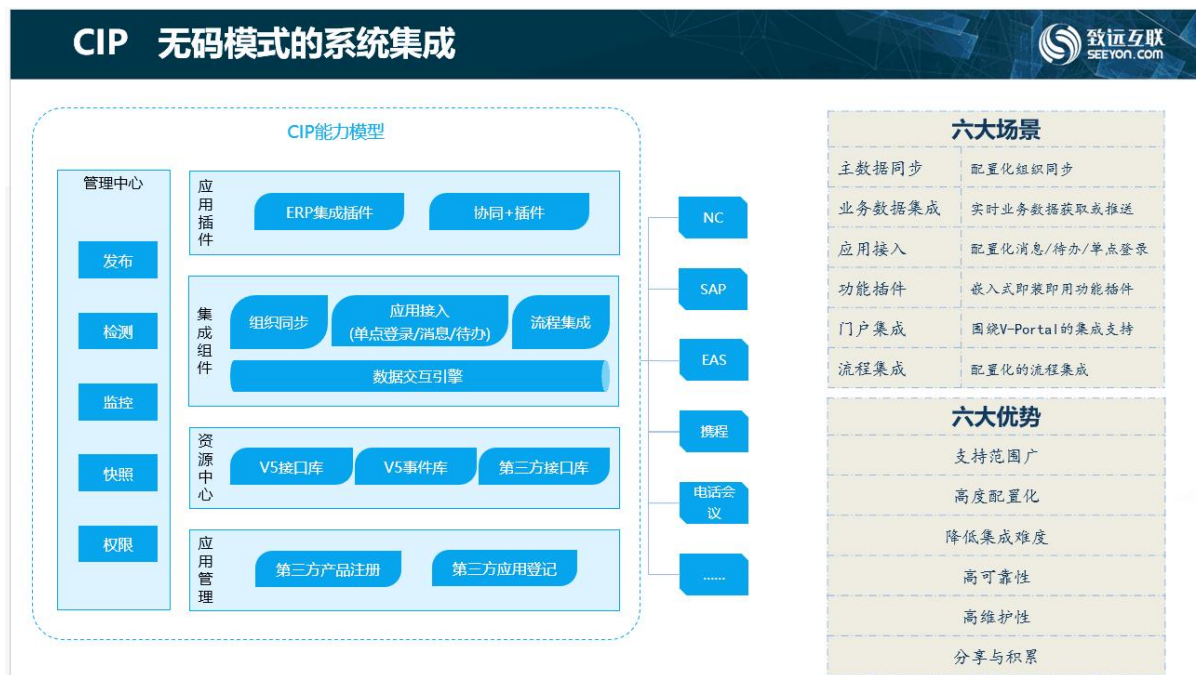 CIP 无码模式的系统集成
致远互联
SEEYON.COM
CIP能力模型
管理中心
发布
检测
监控
快照
权限
应用插件
ERP集成插件
协同+插件
集成组件
组织同步
应用接入
(单点登录/消息/待办)
流程集成
数据交互引擎
资源中心
V5接口库
V5事件库
第三方接口库
应用管理
第三方产品注册
第三方应用登记
NC
SAP
EAS
携程
电话会
议
......
六大场景
主数据同步 配置化组织同步
业务数据集成 实时业务数据获取或推送
应用接入 配置化消息/待办/单点登录
功能插件 嵌入式即装即用功能插件
门户集成 围绕V-Portal的集成支持
流程集成 配置化的流程集成
六大优势
支持范围广
高度配置化
降低集成难度
高可靠性
高维护性
分享与积累